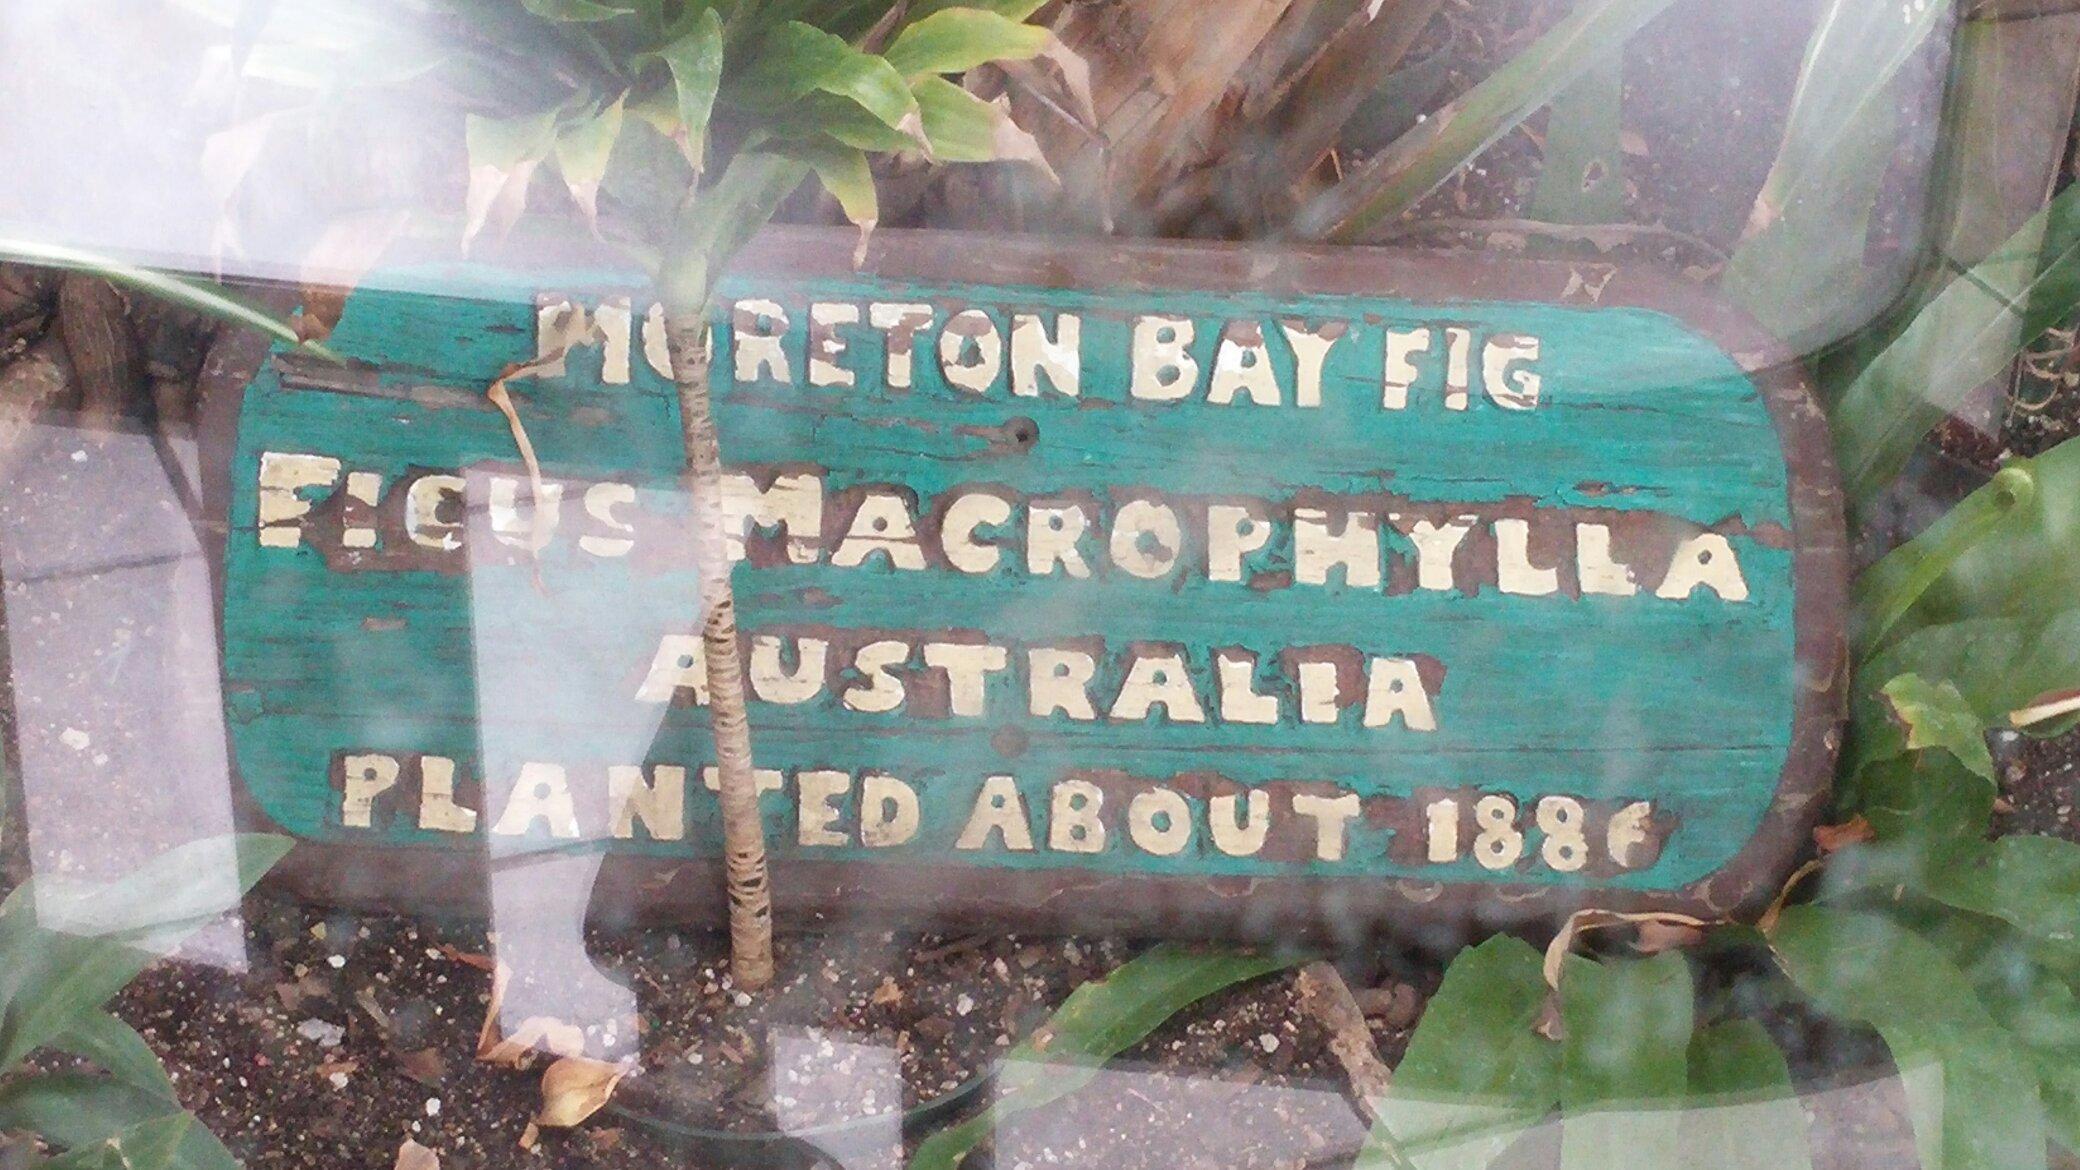 MORETON BAY FIG
FICUS MACROPHYLLA
AUSTRALIA
PLANTED ABOUT 1886